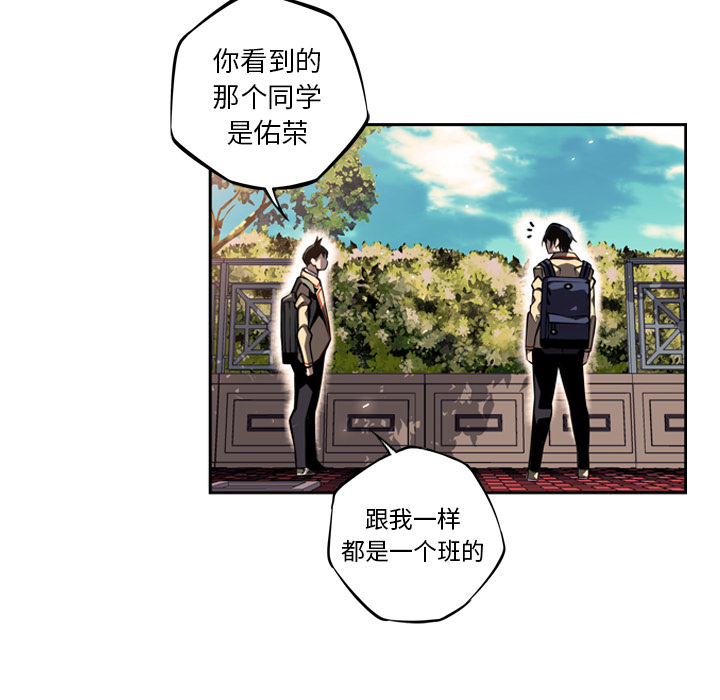 你看到的
那个同学
是佑荣
跟我一样
都是一个班的